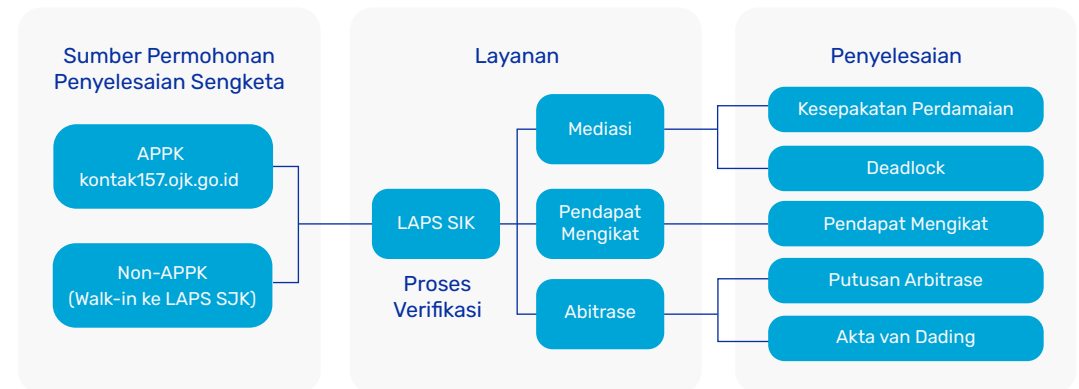 Sumber Permohonan
Penyelesaian Sengketa
APPK
kontak157.ojk.go.id
Non-APPK
(Walk-in ke LAPS SJK)
Layanan
LAPS SIK
Proses
Verifikasi
Mediasi
Pendapat
Mengikat
Abitrase
Penyelesaian
Kesepakatan Perdamaian
Deadlock
Pendapat Mengikat
Putusan Arbitrase
Akta van Dading